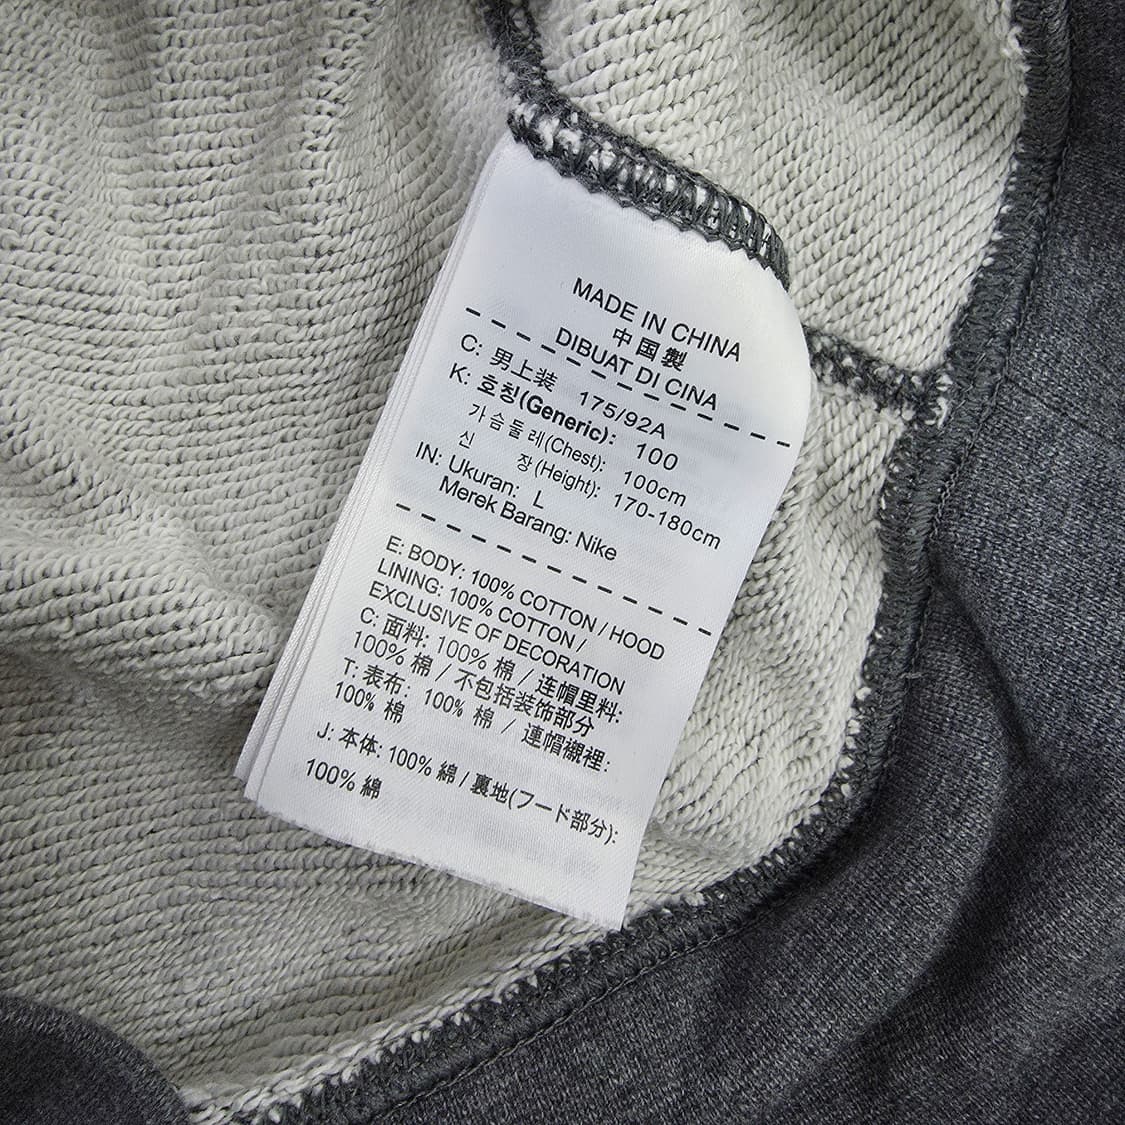 MADE IN CHINA
中国製
DIBUAT DI CINA
C: 男上装 175/92A
K: 호칭(Generic): 100
가슴둘레(Chest): 100cm
신 장(Height): 170-180cm
IN: Ukuran: L
Merek Barang: Nike
E: BODY: 100% COTTON / HOOD
LINING: 100% COTTON /
EXCLUSIVE OF DECORATION
C: 面料: 100% 棉 / 连帽里料:
100% 棉 / 不包括装饰部分
T: 表布: 100% 棉 / 連帽襯裡:
100% 棉
J: 本体: 100% 綿 / 裏地(フード部分):
100% 綿